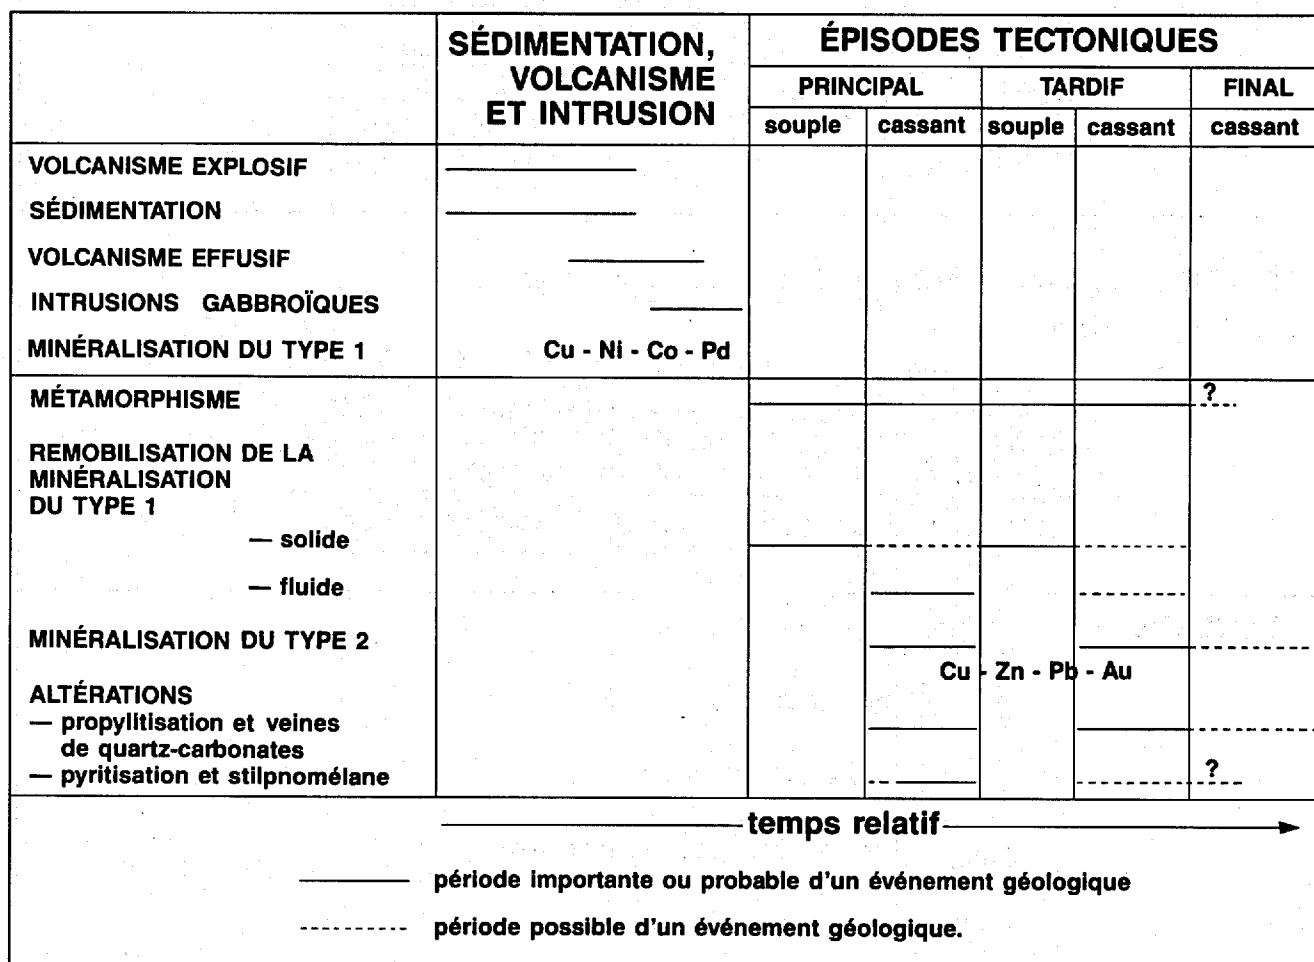 SÉDIMENTATION,
VOLCANISME
ET INTRUSION
ÉPISODES TECTONIQUES
PRINCIPAL
TARDIF
FINAL
souple
cassant
souple
cassant
cassant
VOLCANISME EXPLOSIF
SÉDIMENTATION
VOLCANISME EFFUSIF
INTRUSIONS GABBROÏQUES
MINÉRALISATION DU TYPE 1
Cu - Ni - Co - Pd
MÉTAMORPHISME
?
REMOBILISATION DE LA
MINÉRALISATION
DU TYPE 1
— solide
— fluide
MINÉRALISATION DU TYPE 2
Cu - Zn - Pb - Au
ALTÉRATIONS
— propylitisation et veines
de quartz-carbonates
— pyritisation et stilpnomélane
?
temps relatif
période importante ou probable d'un événement géologique
période possible d'un événement géologique.